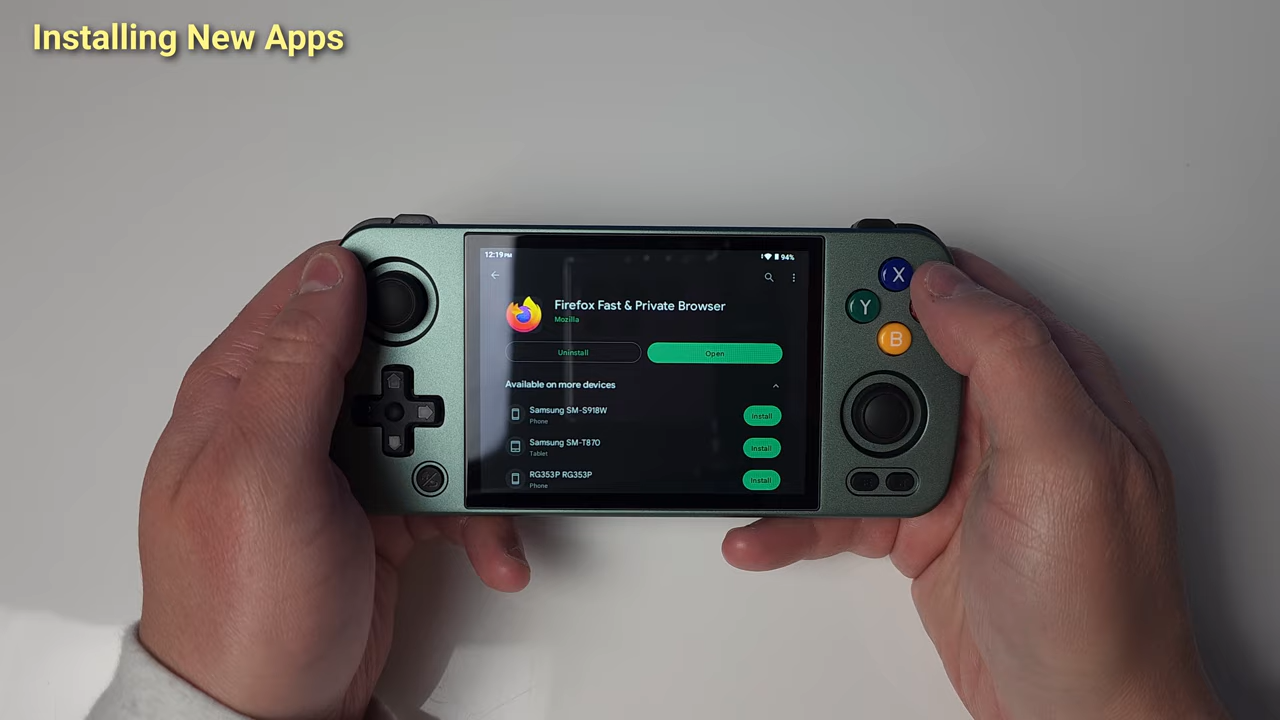 Installing New Apps
12:19 PM
94%
Firefox Fast & Private Browser
Mozilla
Uninstall
Open
Available on more devices
Samsung SM-S918W
Phone
Install
Samsung SM-T870
Tablet
Install
RG353P RG353P
Phone
Install
X
Y
B